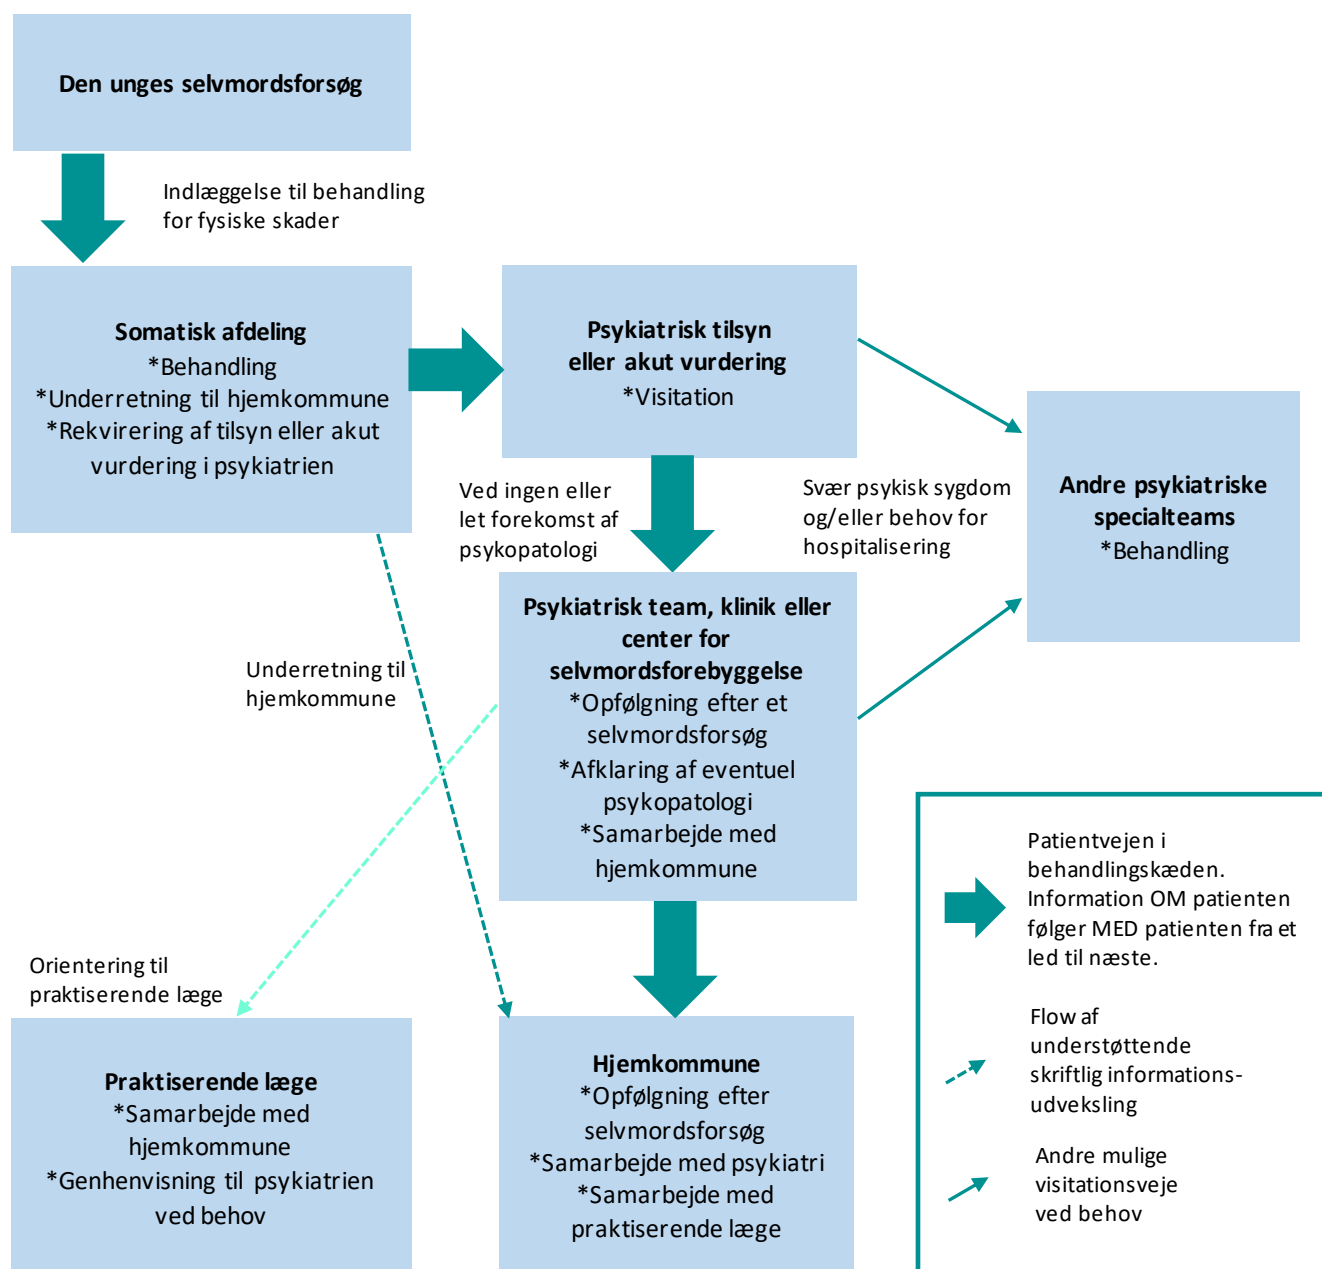 Den unges selvmordsforsøg
Indlæggelse til behandling
for fysiske skader
Somatisk afdeling
*Behandling
*Underretning til hjemkommune
*Rekvirering af tilsyn eller akut
vurdering i psykiatrien
Psykiatrisk tilsyn
eller akut vurdering
*Visitation
Ved ingen eller
let forekomst af
psykopatologi
Svær psykisk sygdom
og/eller behov for
hospitalisering
Andre psykiatriske
specialteams
*Behandling
Psykiatrisk team, klinik eller
center for
selvmordsforebyggelse
*Opfølgning efter et
selvmordsforsøg
*Afklaring af eventuel
psykopatologi
*Samarbejde med
hjemkommune
Underretning til
hjemkommune
Orientering til
praktiserende læge
Praktiserende læge
*Samarbejde med
hjemkommune
*Genhenvisning til psykiatrien
ved behov
Hjemkommune
*Opfølgning efter
selvmordsforsøg
*Samarbejde med psykiatri
*Samarbejde med
praktiserende læge
Patientvejen i
behandlingskæden.
Information OM patienten
følger MED patienten fra et
led til næste.
Flow af
understøttende
skriftlig informations-
udveksling
Andre mulige
visitationsveje
ved behov